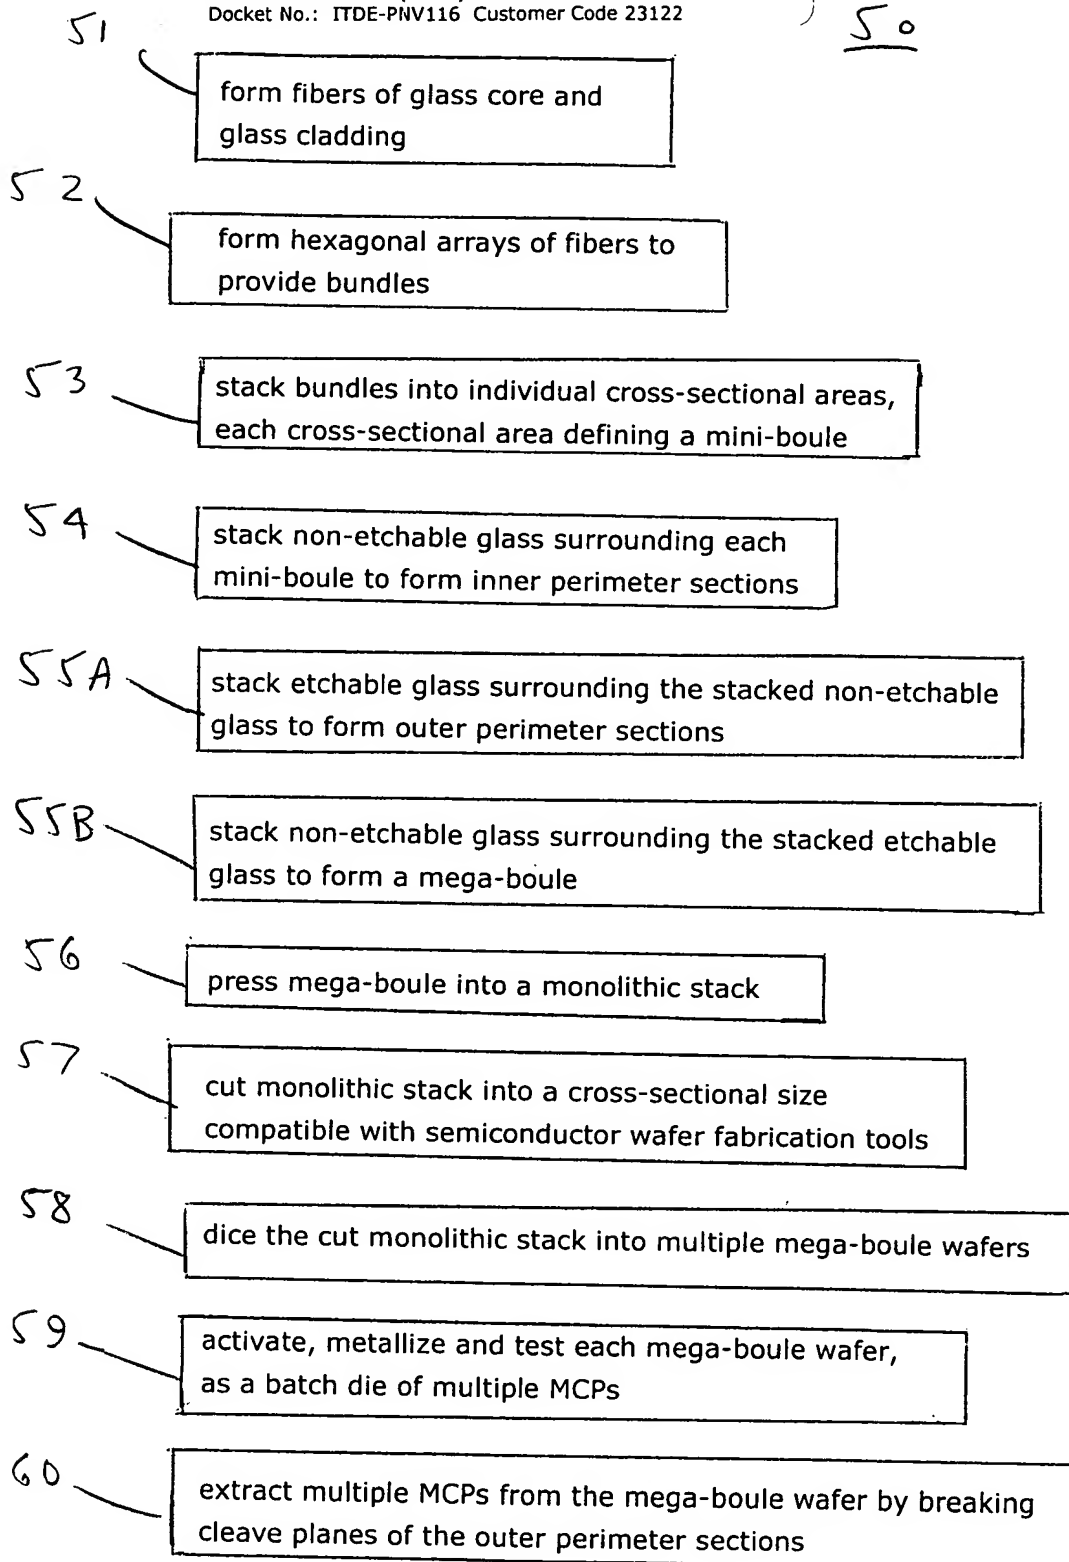 Docket No.: ITDE-PNV116 Customer Code 23122
50
51
form fibers of glass core and
glass cladding
52
form hexagonal arrays of fibers to
provide bundles
53
stack bundles into individual cross-sectional areas,
each cross-sectional area defining a mini-boule
54
stack non-etchable glass surrounding each
mini-boule to form inner perimeter sections
55A
stack etchable glass surrounding the stacked non-etchable
glass to form outer perimeter sections
55B
stack non-etchable glass surrounding the stacked etchable
glass to form a mega-boule
56
press mega-boule into a monolithic stack
57
cut monolithic stack into a cross-sectional size
compatible with semiconductor wafer fabrication tools
58
dice the cut monolithic stack into multiple mega-boule wafers
59
activate, metallize and test each mega-boule wafer,
as a batch die of multiple MCPs
60
extract multiple MCPs from the mega-boule wafer by breaking
cleave planes of the outer perimeter sections